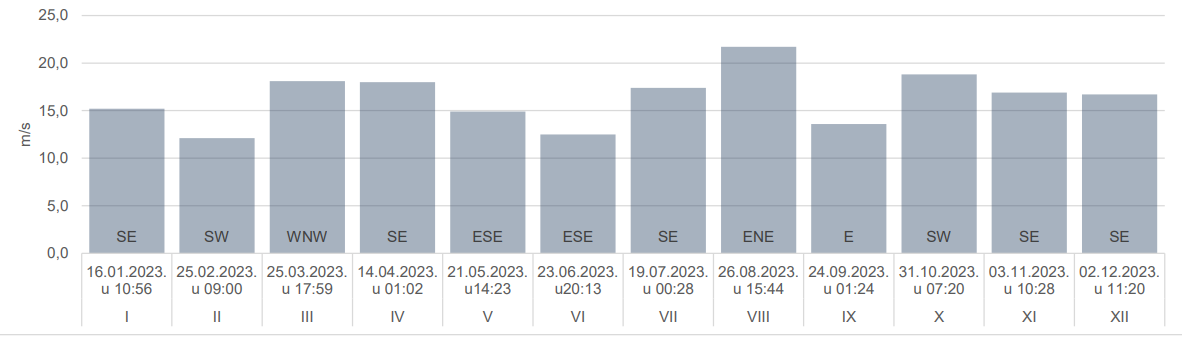 25,0
20,0
15,0
10,0
5,0
0,0
m/s
SE SW WNW SE ESE ESE SE ENE E SW SE SE
16.01.2023. 25.02.2023. 25.03.2023. 14.04.2023. 21.05.2023. 23.06.2023. 19.07.2023. 26.08.2023. 24.09.2023. 31.10.2023. 03.11.2023. 02.12.2023.
u 10:56 u 09:00 u 17:59 u 01:02 u14:23 u20:13 u 00:28 u 15:44 u 01:24 u 07:20 u 10:28 u 11:20
I II III IV V VI VII VIII IX X XI XII